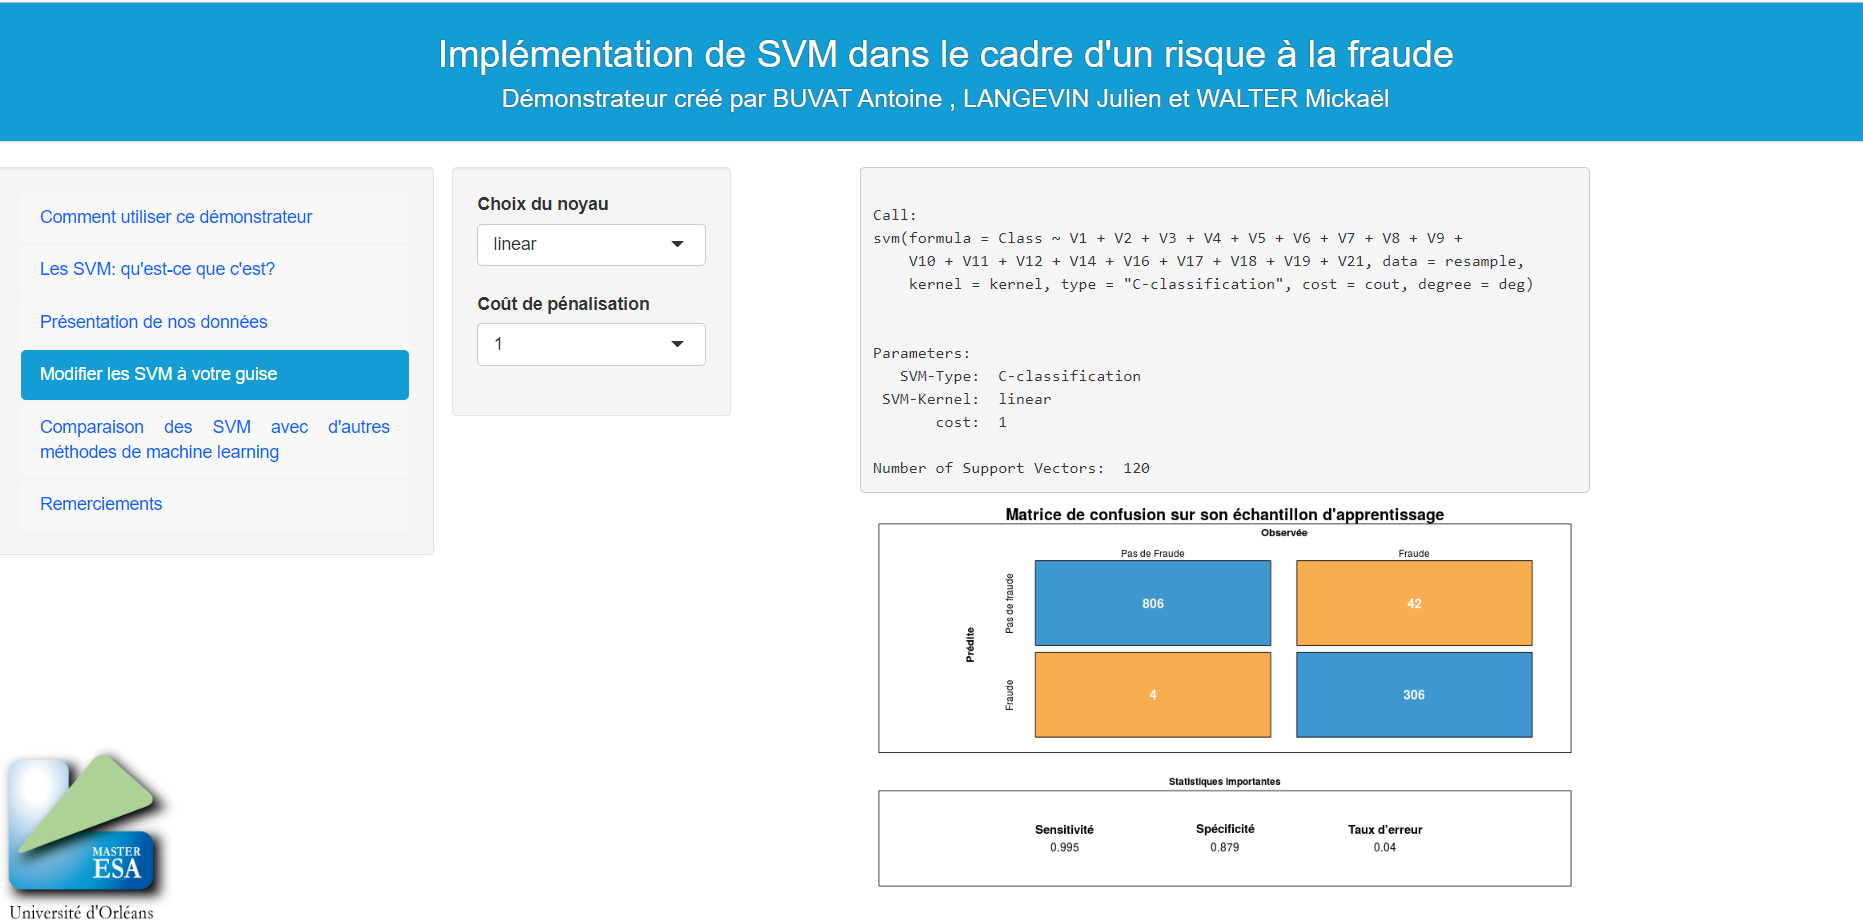 Implémentation de SVM dans le cadre d'un risque à la fraude
Démonstrateur créé par BUVAT Antoine , LANGEVIN Julien et WALTER Mickaël
Comment utiliser ce démonstrateur
Les SVM: qu'est-ce que c'est?
Présentation de nos données
Modifier les SVM à votre guise
Comparaison des SVM avec d'autres
méthodes de machine learning
Remerciements
Choix du noyau
linear
Coût de pénalisation
1
Call:
svm(formula = Class ~ V1 + V2 + V3 + V4 + V5 + V6 + V7 + V8 + V9 +
V10 + V11 + V12 + V14 + V16 + V17 + V18 + V19 + V21, data = resample,
kernel = kernel, type = "C-classification", cost = cout, degree = deg)
Parameters:
SVM-Type: C-classification
SVM-Kernel: linear
cost: 1
Number of Support Vectors: 120
Matrice de confusion sur son échantillon d'apprentissage
Observée
Pas de Fraude Fraude
Prédite
Pas de fraude
806 42
Fraude
4 306
Statistiques importantes
Sensitivité Spécificité Taux d'erreur
0.995 0.879 0.04
MASTER
ESA
Université d'Orléans